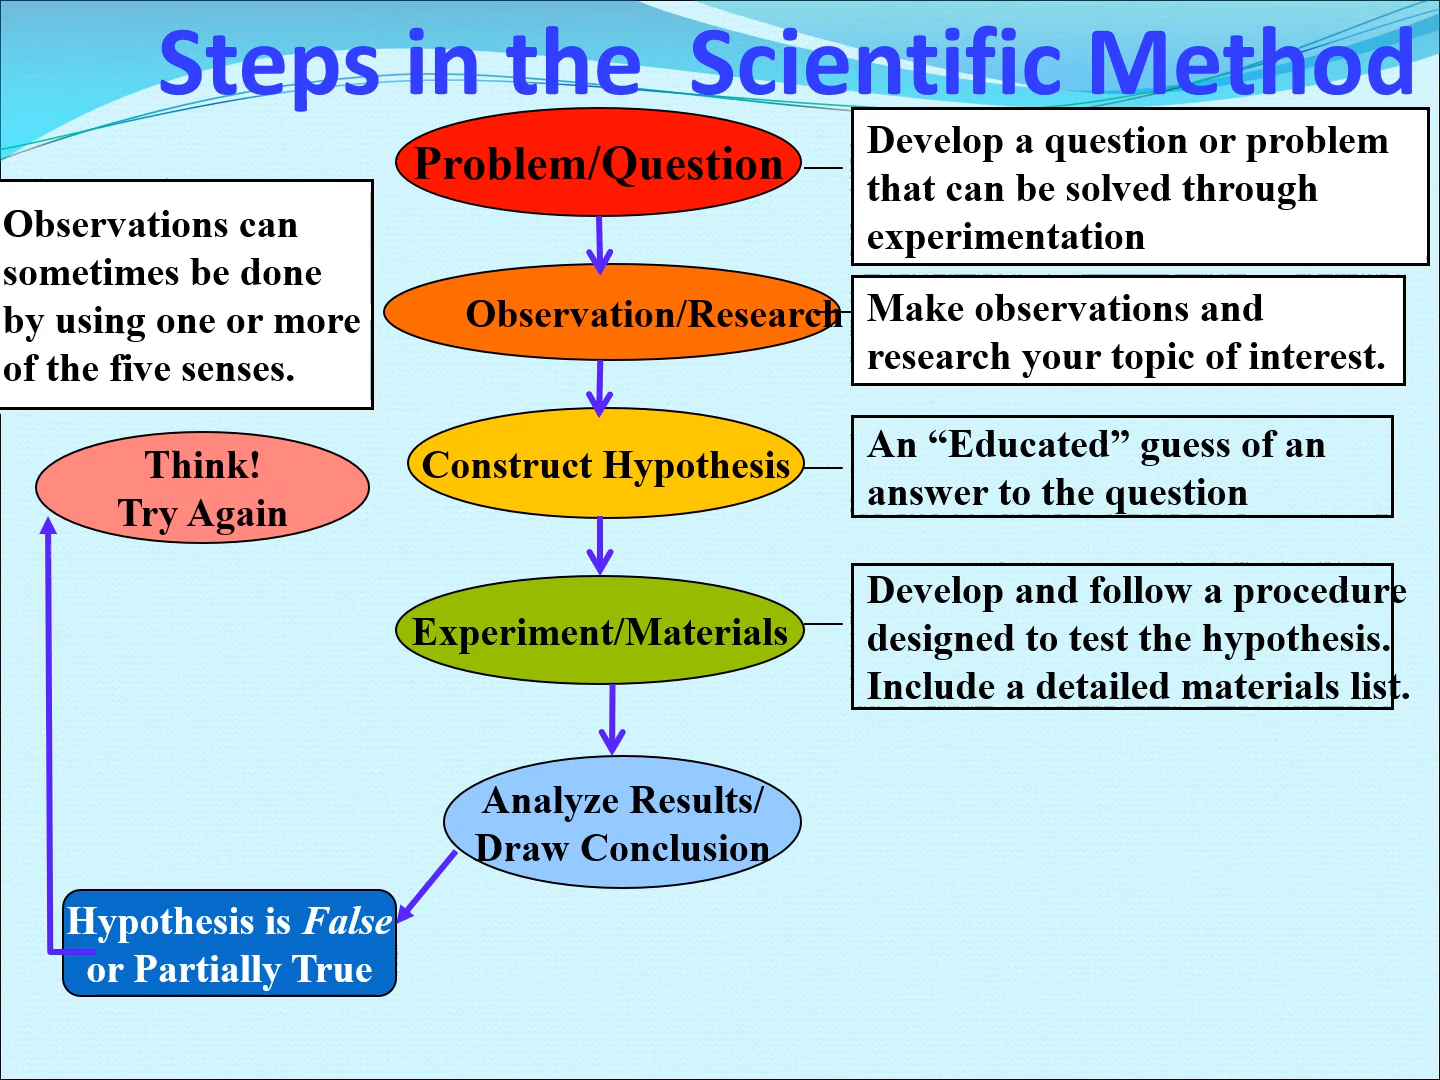 Steps in the Scientific Method
Problem/Question
Develop a question or problem
that can be solved through
experimentation
Observations can
sometimes be done
by using one or more
of the five senses.
Observation/Research
Make observations and
research your topic of interest.
Think!
Try Again
Construct Hypothesis
An “Educated” guess of an
answer to the question
Experiment/Materials
Develop and follow a procedure
designed to test the hypothesis.
Include a detailed materials list.
Analyze Results/
Draw Conclusion
Hypothesis is False
or Partially True